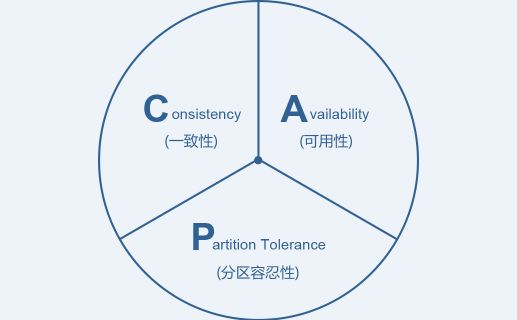 Consistency
(一致性)
Availability
(可用性)
Partition Tolerance
(分区容忍性)